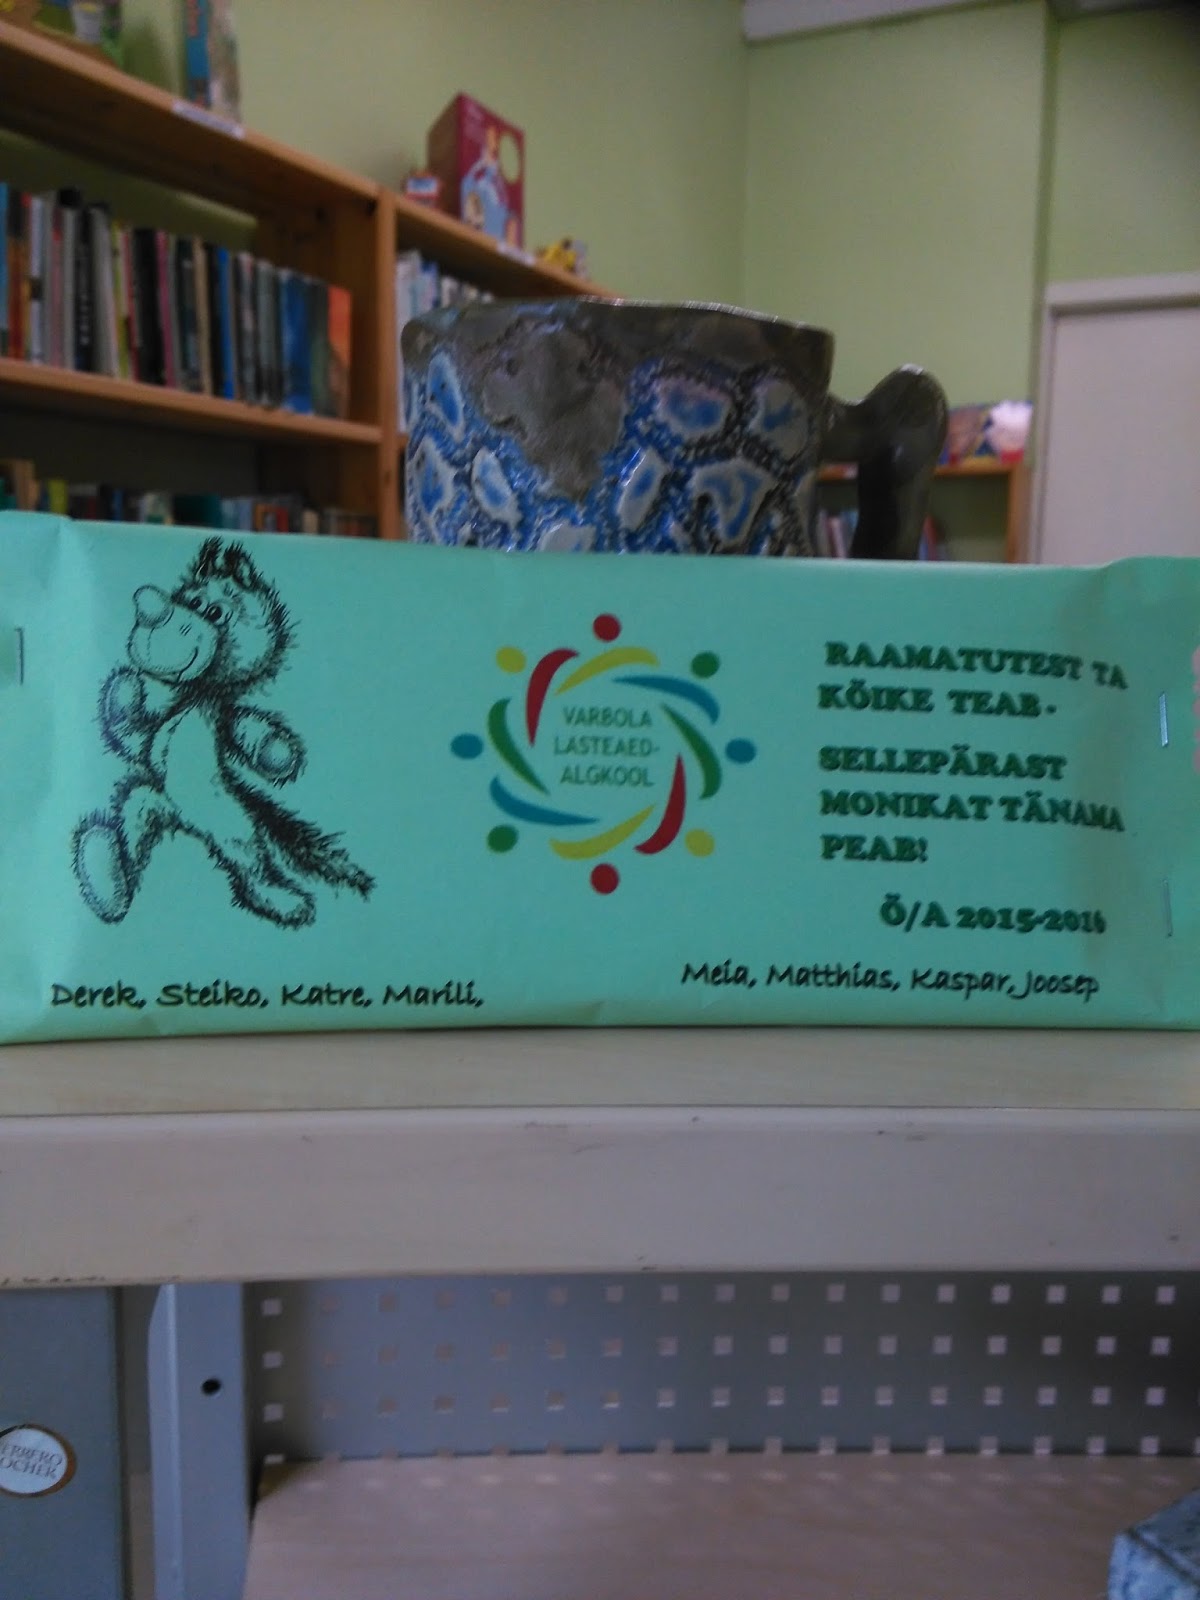 VARBOLA
LASTEAED-
ALGKOOL
RAAMATUTEST TA
KÕIKE TEAB-
SELLEPÄRAST
MONIKAT TÄNAMA
PEAB!
Õ/A 2015-2016
Derek, Steiko, Katre, Marili,
Meia, Matthias, Kaspar, Joosep